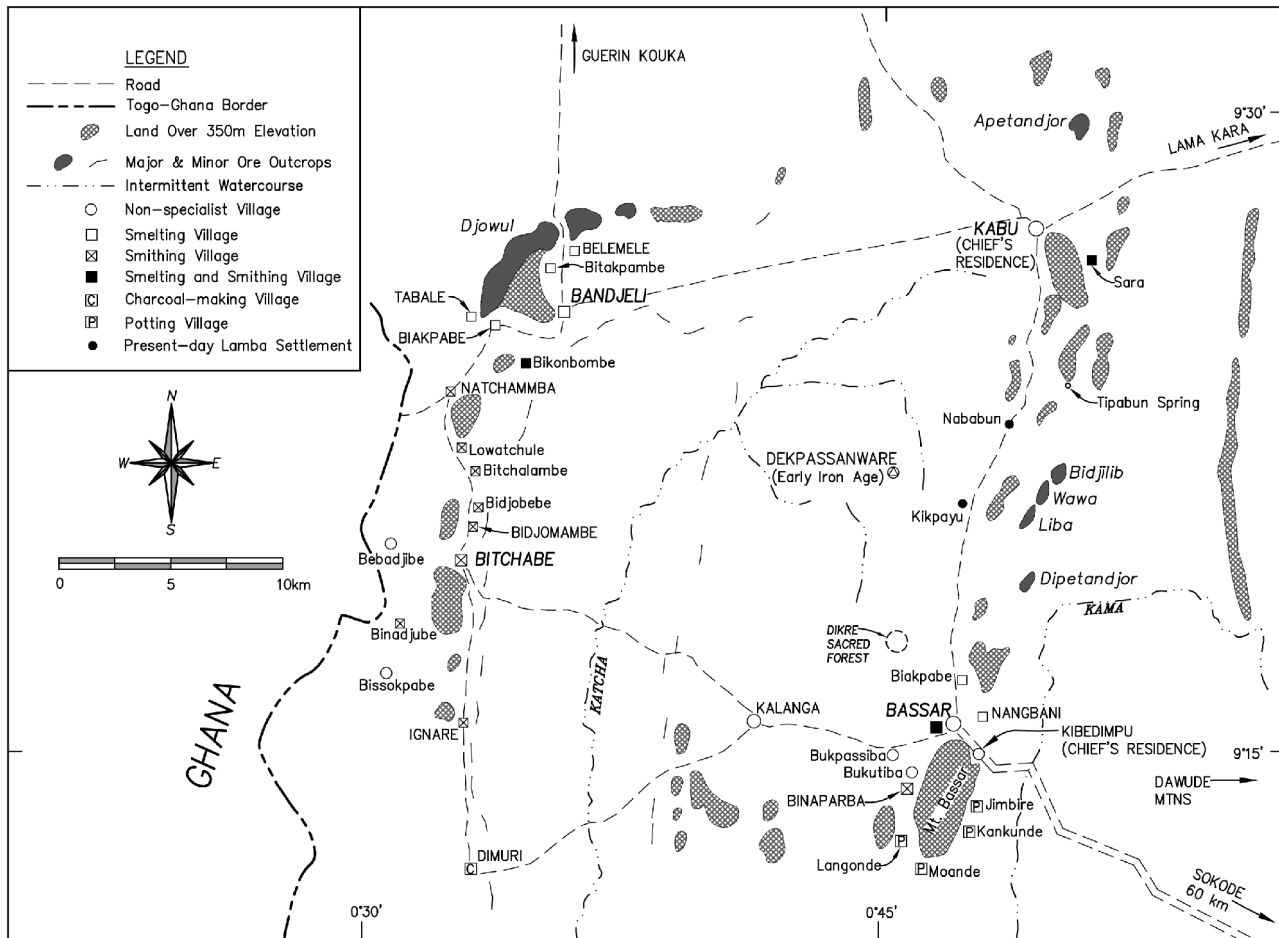 LEGEND
Road
Togo-Ghana Border
Land Over 350m Elevation
Major & Minor Ore Outcrops
Intermittent Watercourse
Non-specialist Village
Smelting Village
Smithing Village
Smelting and Smithing Village
C Charcoal-making Village
P Potting Village
Present-day Lamba Settlement
GUERIN KOUKA
9°30'
Apetandjor
LAMA KARA
Djowul
BELEMELE
Bitakpambe
KABU
(CHIEF'S
RESIDENCE)
Sara
TABALE
BANDJELI
BIAKPABE
Bikonbombe
NATCHAMMBA
Tipabun Spring
Nababun
N
W E
S
Lowatchule
Bitchalambe
DEKPASSANWARE
(Early Iron Age)
Bidjilib
Wawa
Liba
Kikpayu
Bidjobebe
BIDJOMAMBE
Bebadjibe
BITCHABE
0 5 10km
Dipetandjor
KAMA
Binadjube
DIKRE
SACRED
FOREST
Bissokpabe
KATCHA
Biakpabe
GHANA
IGNARE
KALANGA
BASSAR
NANGBANI
KIBEDIMPU
(CHIEF'S RESIDENCE)
9°15'
Bukpassiba
Bukutiba
DAWUDE
MTNS
BINAPARBA
Mt. Bassar
P Jimbire
P Kankunde
P
Langonde
P Moande
DIMURI
C
SOKODE
60 km
0°30'
0°45'